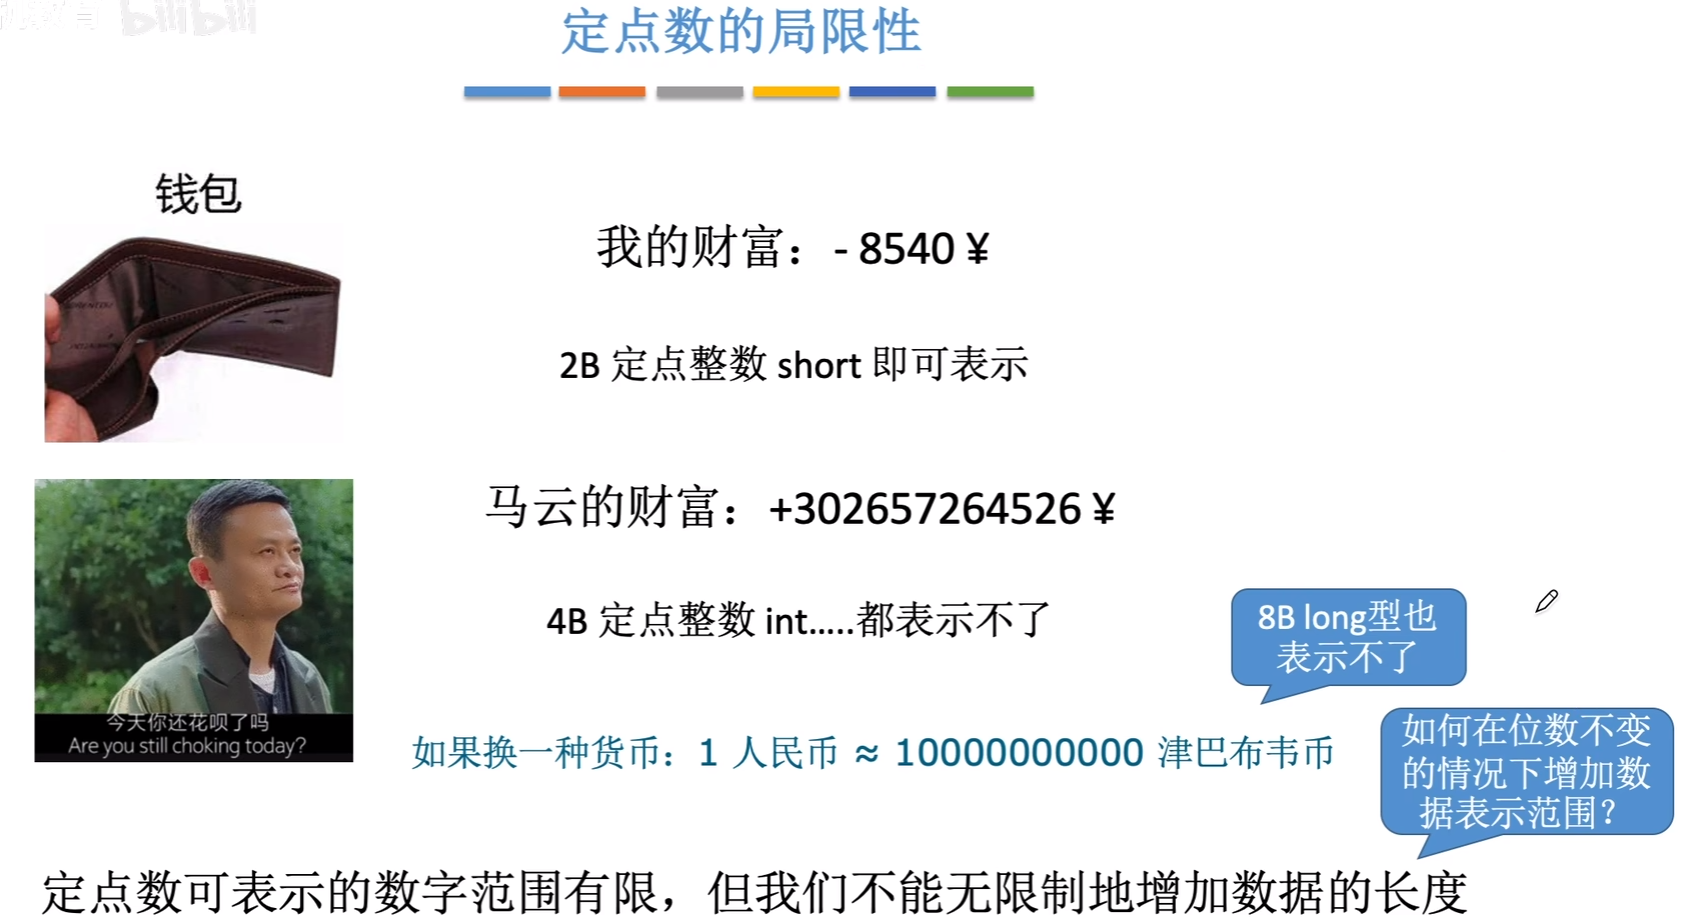 bilibili
定点数的局限性
钱包
我的财富：- 8540 ¥
2B 定点整数 short 即可表示
马云的财富：+302657264526 ¥
4B 定点整数 int.....都表示不了
8B long型也
表示不了
今天你还花呗了吗
Are you still choking today?
如果换一种货币：1 人民币 ≈ 10000000000 津巴布韦币
如何在位数不变
的情况下增加数
据表示范围？
定点数可表示的数字范围有限，但我们不能无限制地增加数据的长度